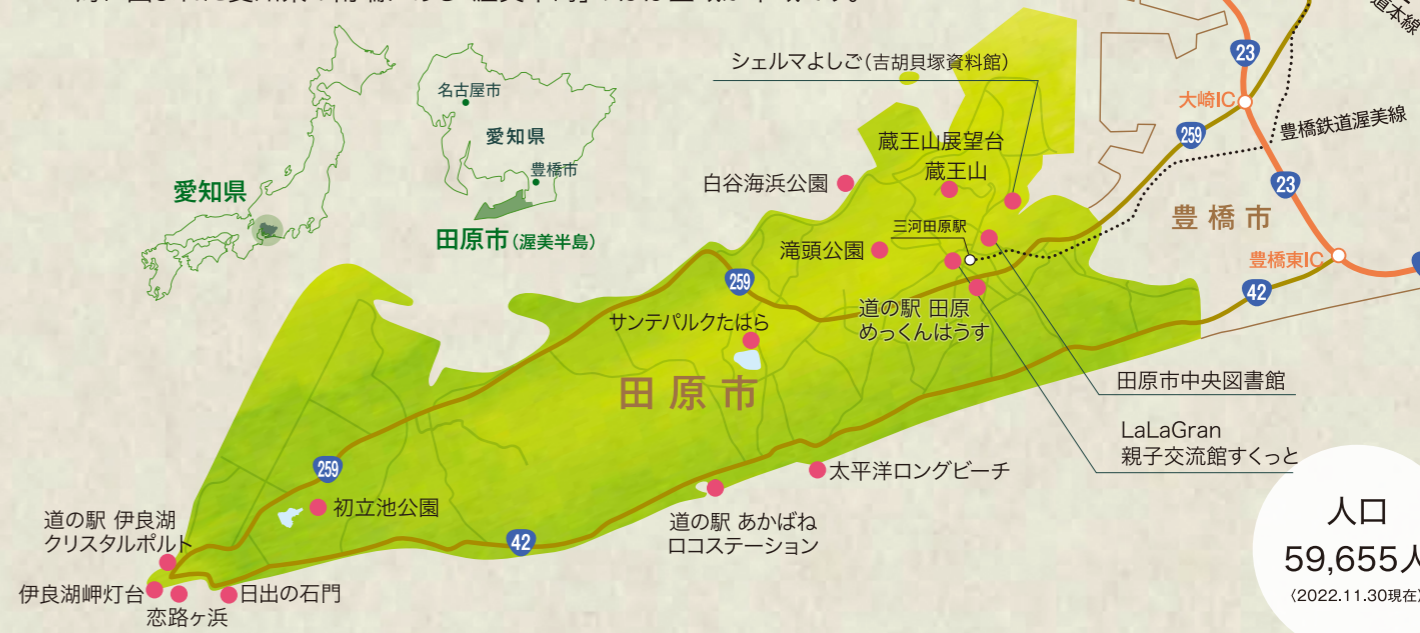 道本線
23
大崎IC
259
豊橋鉄道渥美線
23
豊橋市
豊橋東IC
42
名古屋市
愛知県
豊橋市
愛知県
田原市(渥美半島)
シェルマよしご(吉胡貝塚資料館)
蔵王山展望台
蔵王山
白谷海浜公園
三河田原駅
滝頭公園
259
道の駅 田原
めっくんはうす
サンテパルクたはら
田原市
田原市中央図書館
LaLaGran
親子交流館すくっと
太平洋ロングビーチ
259
初立池公園
道の駅 あかばね
ロコステーション
42
道の駅 伊良湖
クリスタルポルト
伊良湖岬灯台
日出の石門
恋路ヶ浜
人口
59,655人
〈2022.11.30現在〉